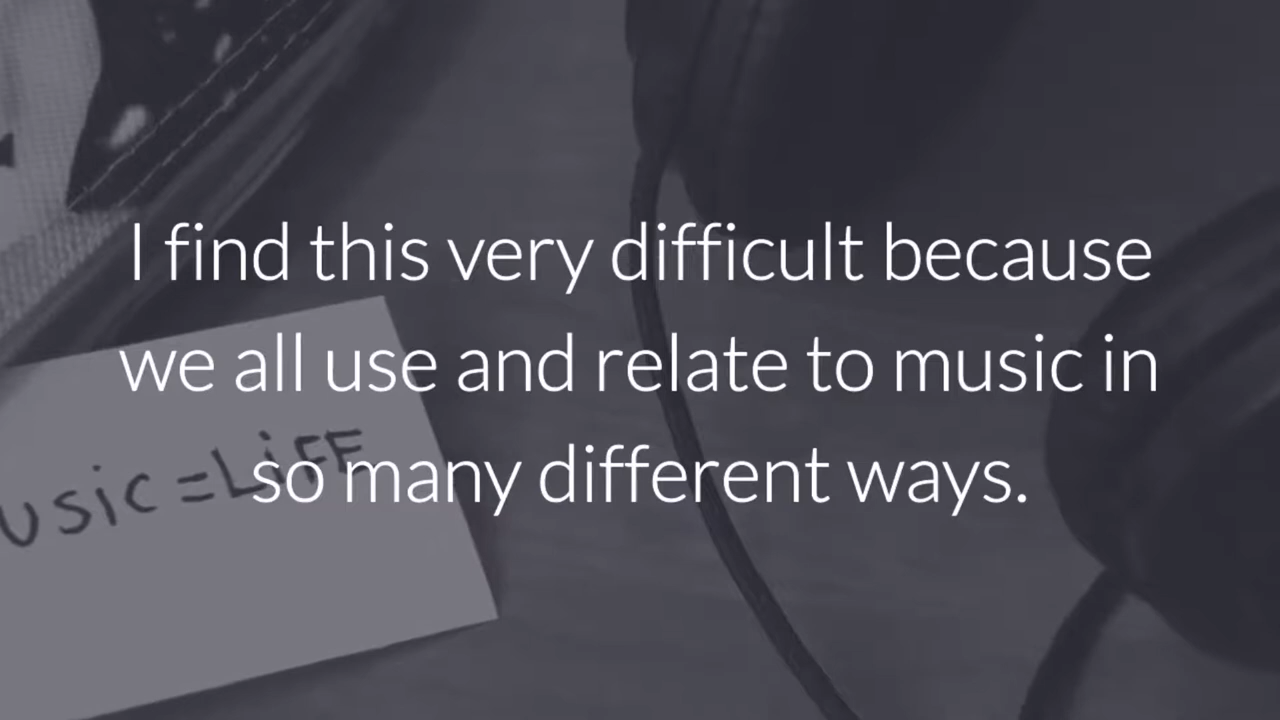 I find this very difficult because
we all use and relate to music in
so many different ways.
USiC = LiFE